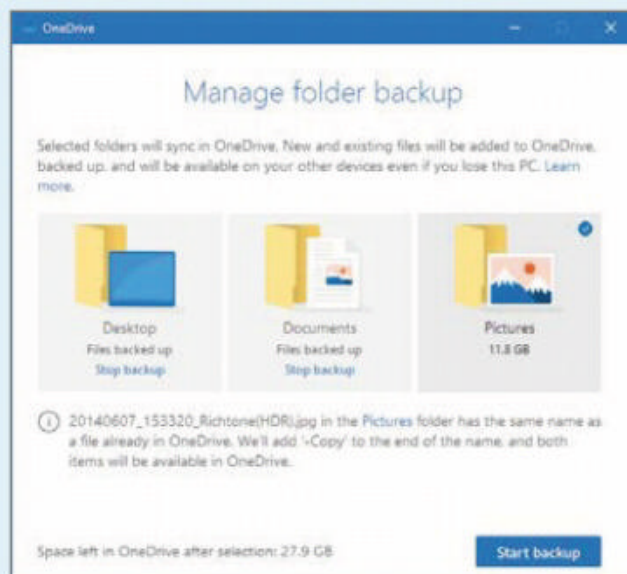 OneDrive
Manage folder backup
Selected folders will sync in OneDrive. New and existing files will be added to OneDrive,
backed up, and will be available on your other devices even if you lose this PC. Learn
more.
Desktop
Files backed up
Stop backup
Documents
Files backed up
Stop backup
Pictures
11.8 GB
20140607_153320_Richtone(HDR).jpg in the Pictures folder has the same name as
a file already in OneDrive. We'll add '-Copy' to the end of the name, and both
items will be available in OneDrive.
Space left in OneDrive after selection: 27.9 GB
Start backup